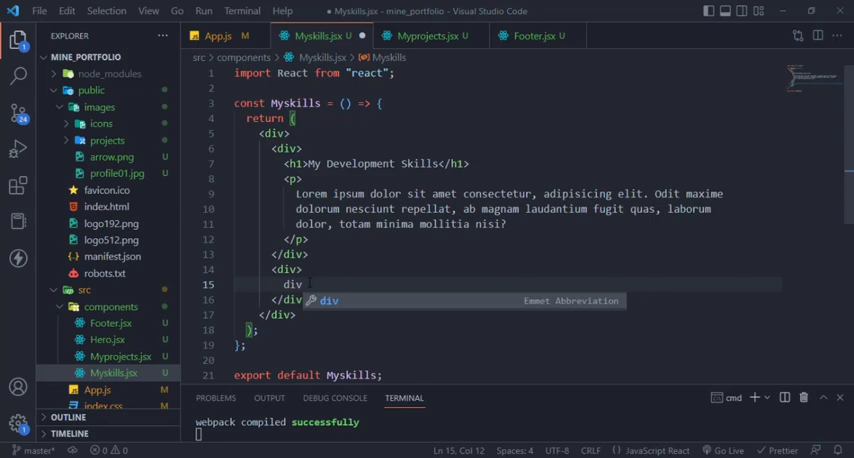 File Edit Selection View Go Run Terminal Help ● Myskills.jsx - mine_portfolio - Visual Studio Code
EXPLORER ...
App.js M Myskills.jsx U ● Myprojects.jsx U Footer.jsx U
src > components > Myskills.jsx > Myskills
MINE_PORTFOLIO
node_modules
public
images
icons
projects
arrow.png U
profile01.jpg U
favicon.ico
index.html
logo192.png
logo512.png
manifest.json
robots.txt
src
components
Footer.jsx U
Hero.jsx U
Myprojects.jsx U
Myskills.jsx U
App.js M
index.css M
OUTLINE
TIMELINE
1
24
1
1 import React from "react";
2
3 const Myskills = () => {
4 return (
5 <div>
6 <div>
7 <h1>My Development Skills</h1>
8 <p>
9 Lorem ipsum dolor sit amet consectetur, adipisicing elit. Odit maxime
10 dolorum nesciunt repellat, ab magnam laudantium fugit quas, laborum
11 dolor, totam minima mollitia nisi?
12 </p>
13 </div>
14 <div>
15 div
16 </div
div Emmet Abbreviation
17 </div>
18 );
19 };
20
21 export default Myskills;
PROBLEMS OUTPUT DEBUG CONSOLE TERMINAL cmd
webpack compiled successfully
master* 0 0 Ln 15, Col 12 Spaces: 4 UTF-8 CRLF {} JavaScript React Go Live Prettier